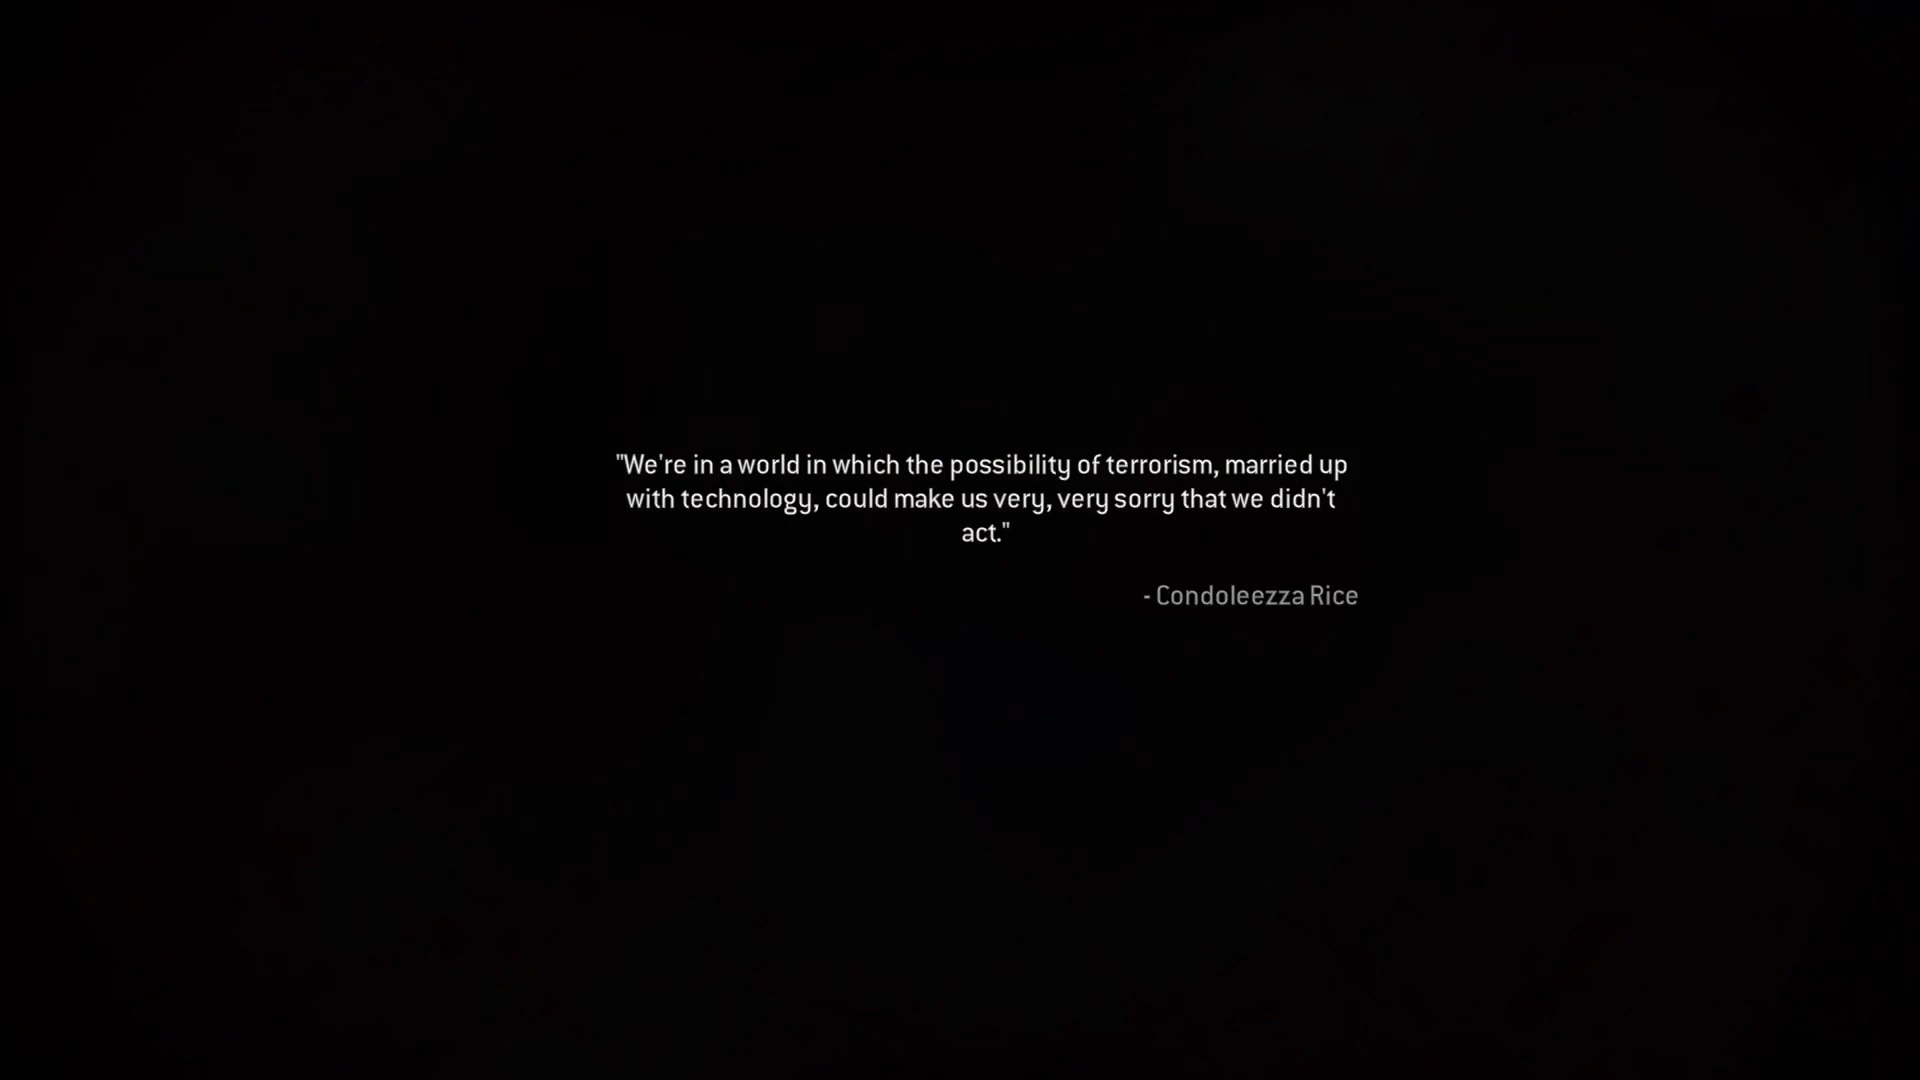 "We're in a world in which the possibility of terrorism, married up
with technology, could make us very, very sorry that we didn't
act."
- Condoleezza Rice